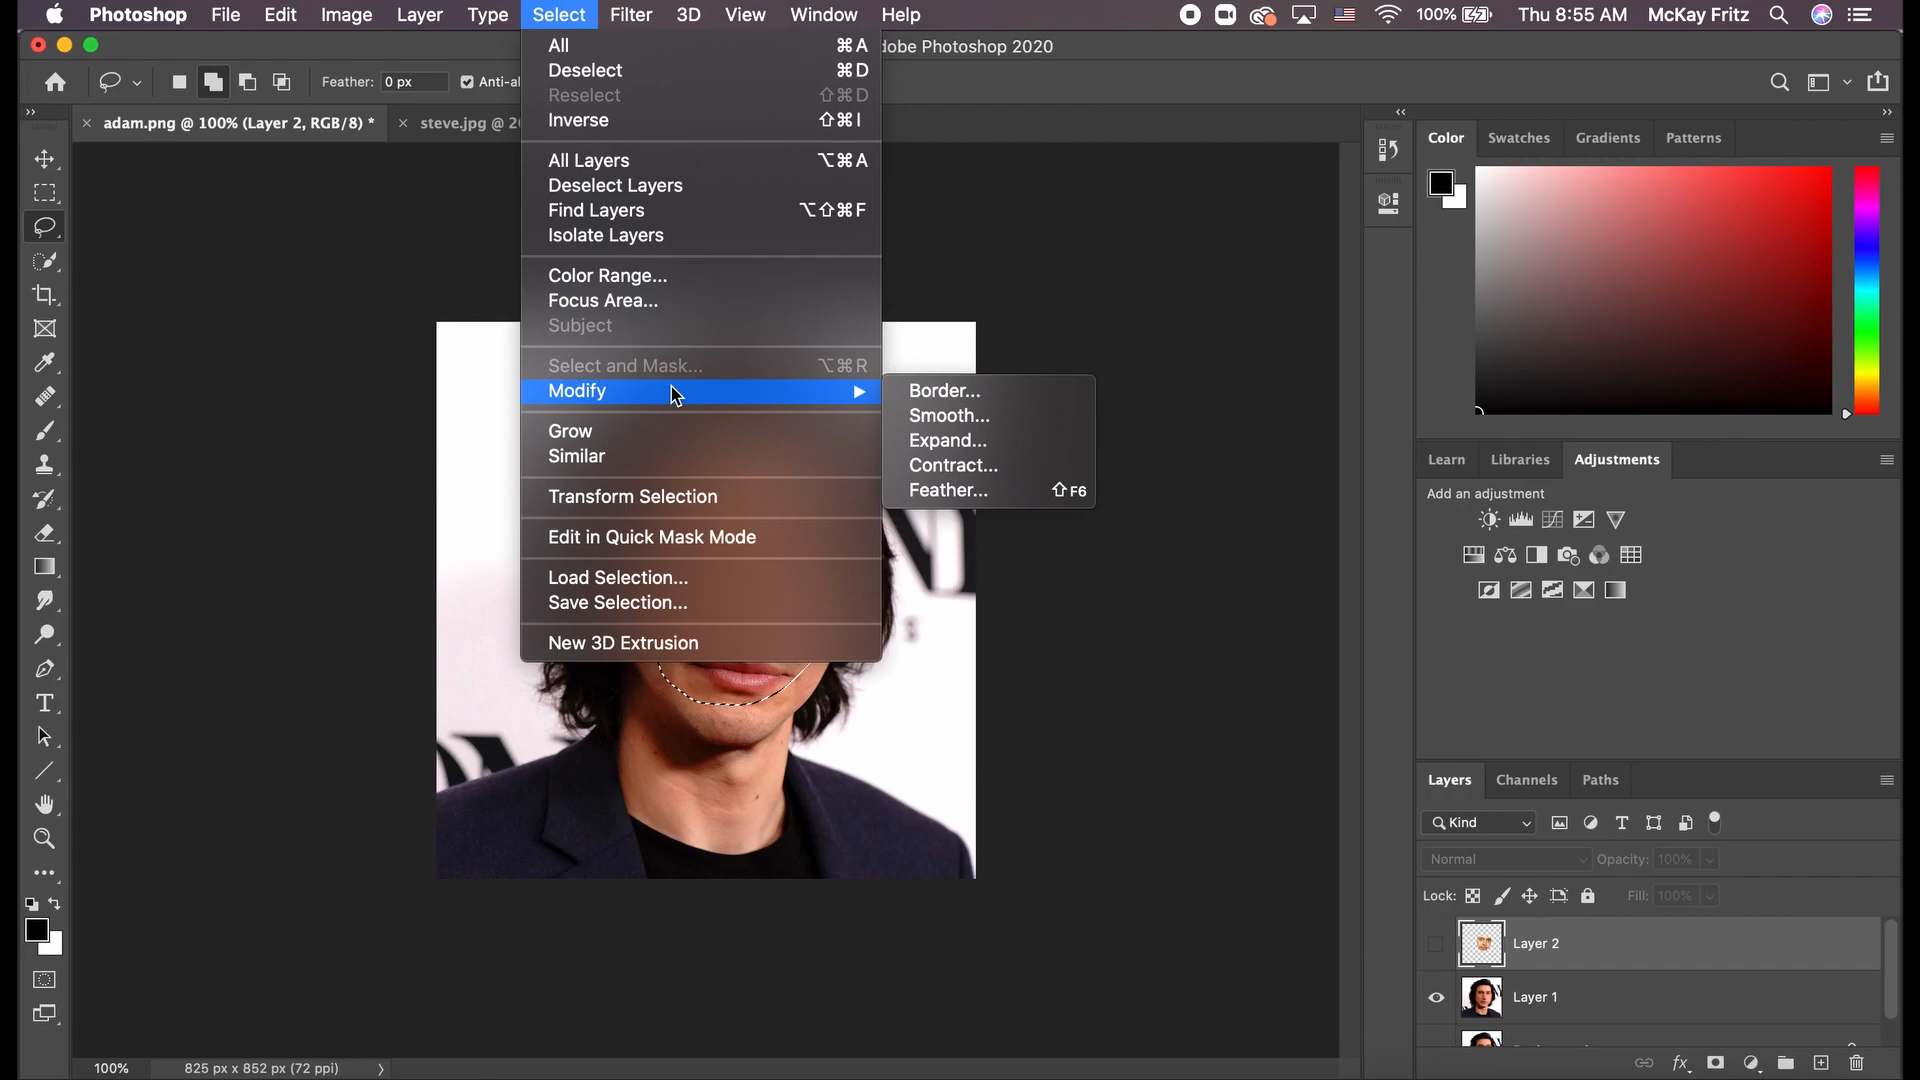 Photoshop File Edit Image Layer Type Select Filter 3D View Window Help 100% Thu 8:55 AM McKay Fritz
dobe Photoshop 2020
Feather: 0 px Anti-al
adam.png @ 100% (Layer 2, RGB/8) * steve.jpg @ 20
All ⌘A
Deselect ⌘D
Reselect ⇧⌘D
Inverse ⇧⌘I
All Layers ⌥⌘A
Deselect Layers
Find Layers ⌥⇧⌘F
Isolate Layers
Color Range...
Focus Area...
Subject
Select and Mask... ⌥⌘R
Modify
Grow
Similar
Transform Selection
Edit in Quick Mask Mode
Load Selection...
Save Selection...
New 3D Extrusion
Border...
Smooth...
Expand...
Contract...
Feather... ⇧F6
Color Swatches Gradients Patterns
Learn Libraries Adjustments
Add an adjustment
Layers Channels Paths
Kind
Normal Opacity: 100%
Lock: Fill: 100%
Layer 2
Layer 1
100% 825 px x 852 px (72 ppi)